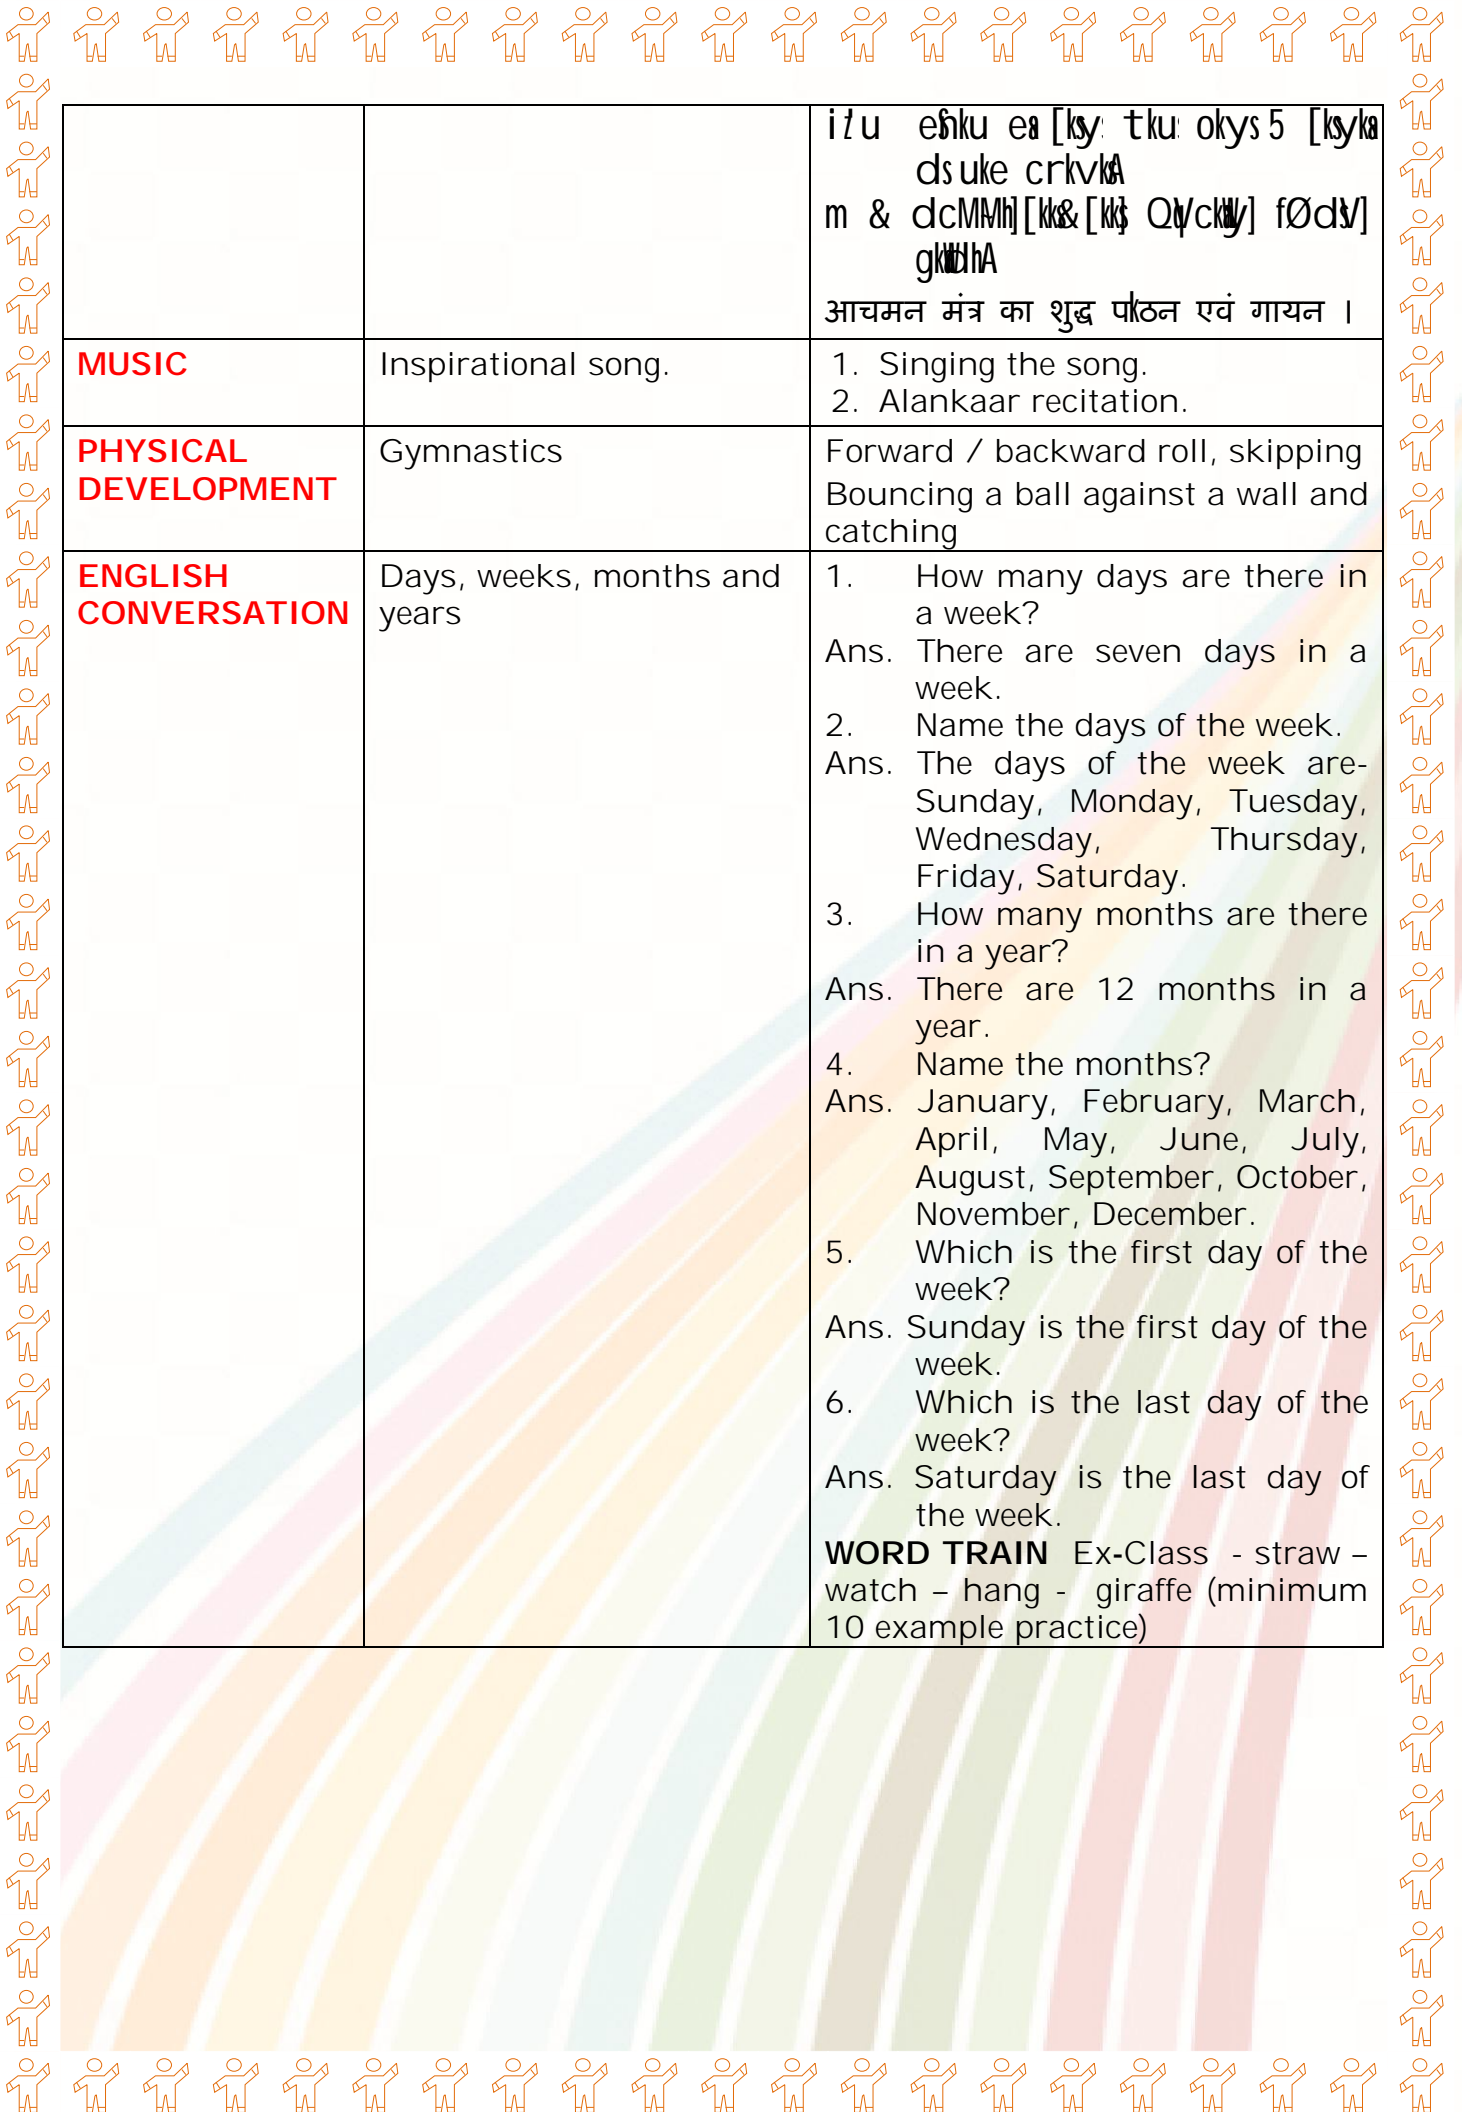 tkus okys 5
ds uke crkvksA
m & fØdsV]
आचमन मंत्र का शुद्ध एवं गायन ।
MUSIC
Inspirational song.
1. Singing the song.
2. Alankaar recitation.
PHYSICAL
DEVELOPMENT
Gymnastics
Forward / backward roll, skipping
Bouncing a ball against a wall and
catching
ENGLISH
CONVERSATION
Days, weeks, months and
years
1. How many days are there in
a week?
Ans. There are seven days in a
week.
2. Name the days of the week.
Ans. The days of the week are-
Sunday, Monday, Tuesday,
Wednesday, Thursday,
Friday, Saturday.
3. How many months are there
in a year?
Ans. There are 12 months in a
year.
4. Name the months?
Ans. January, February, March,
April, May, June, July,
August, September, October,
November, December.
5. Which is the first day of the
week?
Ans. Sunday is the first day of the
week.
6. Which is the last day of the
week?
Ans. Saturday is the last day of
the week.
WORD TRAIN Ex-Class - straw –
watch – hang - giraffe (minimum
10 example practice)